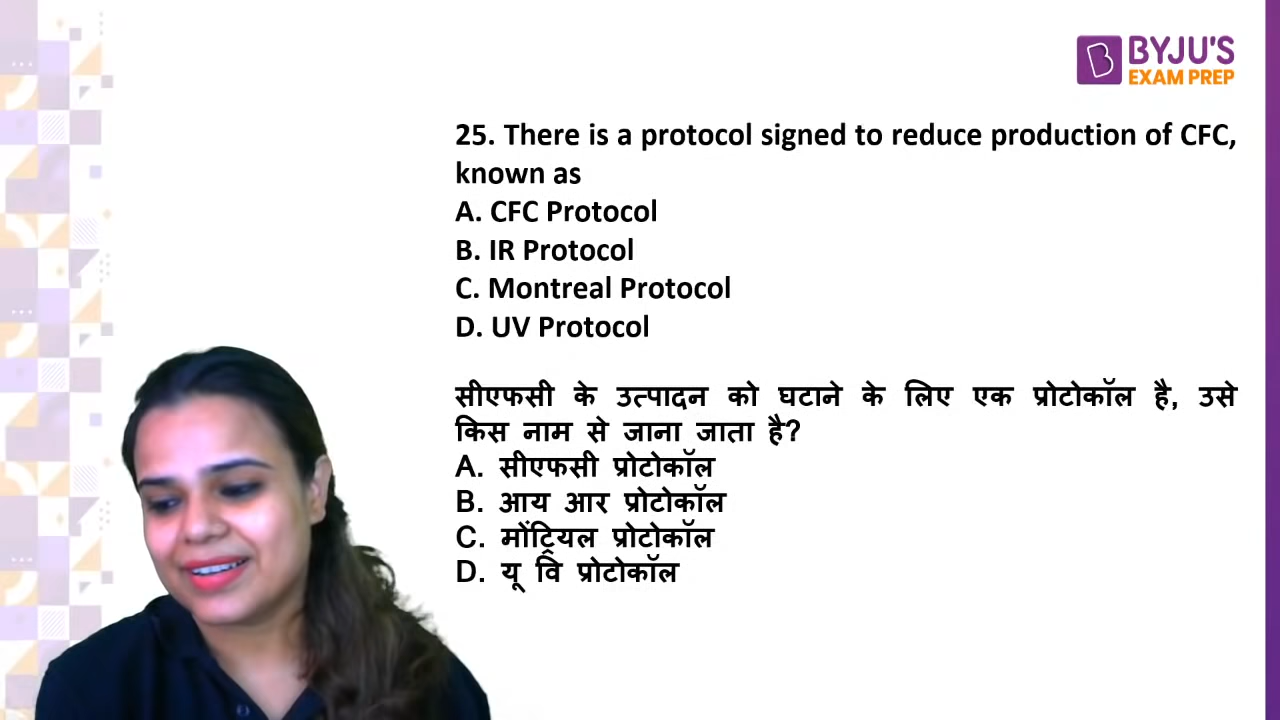 BYJU'S
EXAM PREP
25. There is a protocol signed to reduce production of CFC,
known as
A. CFC Protocol
B. IR Protocol
C. Montreal Protocol
D. UV Protocol
सीएफसी के उत्पादन को घटाने के लिए एक प्रोटोकॉल है, उसे
किस नाम से जाना जाता है?
A. सीएफसी प्रोटोकॉल
B. आय आर प्रोटोकॉल
C. मोंट्रियल प्रोटोकॉल
D. यू वि प्रोटोकॉल